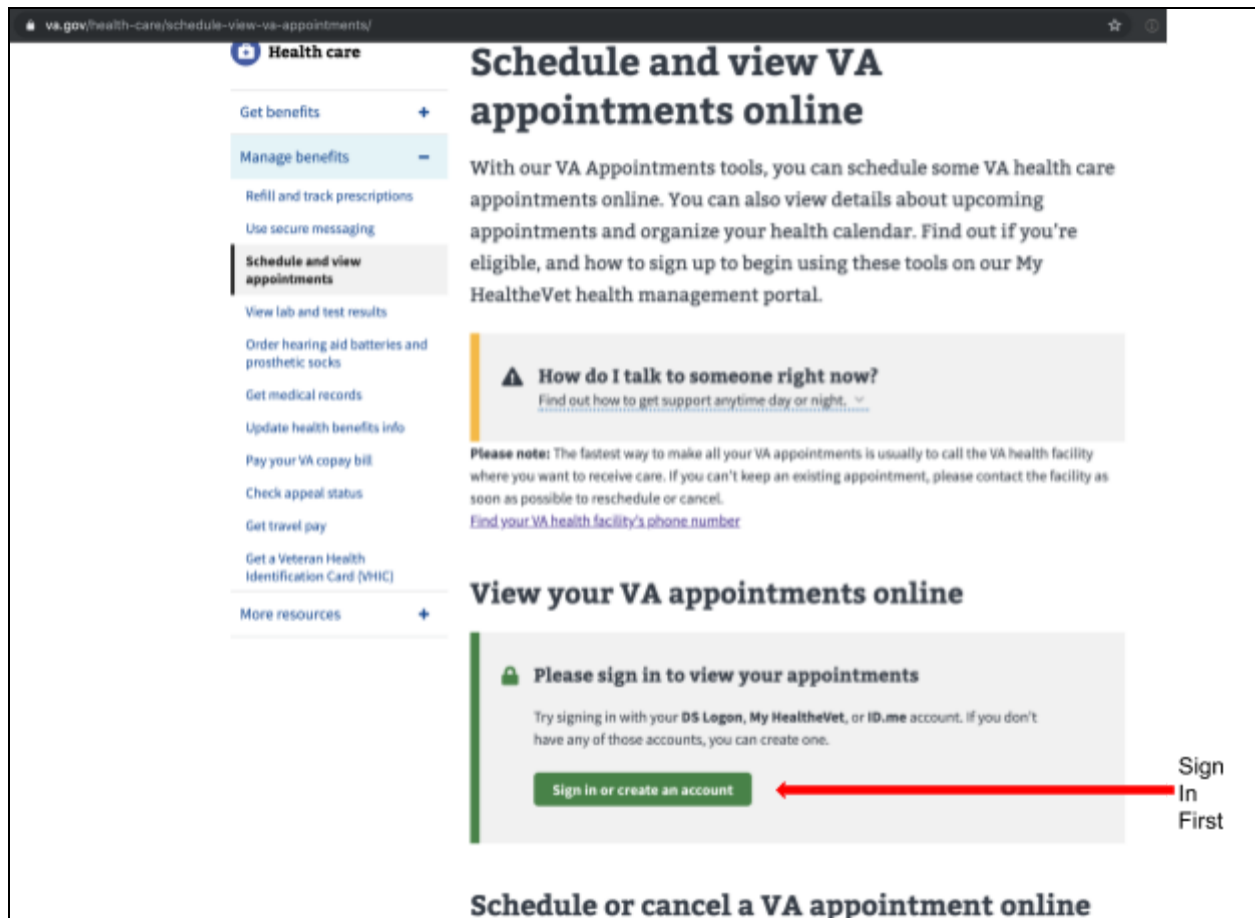 va.gov/health-care/schedule-view-va-appointments/
Health care
Get benefits
Manage benefits
Refill and track prescriptions
Use secure messaging
Schedule and view
appointments
View lab and test results
Order hearing aid batteries and
prosthetic socks
Get medical records
Update health benefits info
Pay your VA copay bill
Check appeal status
Get travel pay
Get a Veteran Health
Identification Card (VHIC)
More resources
Schedule and view VA
appointments online
With our VA Appointments tools, you can schedule some VA health care
appointments online. You can also view details about upcoming
appointments and organize your health calendar. Find out if you're
eligible, and how to sign up to begin using these tools on our My
HealtheVet health management portal.
How do I talk to someone right now?
Find out how to get support anytime day or night.
Please note: The fastest way to make all your VA appointments is usually to call the VA health facility
where you want to receive care. If you can't keep an existing appointment, please contact the facility as
soon as possible to reschedule or cancel.
Find your VA health facility's phone number
View your VA appointments online
Please sign in to view your appointments
Try signing in with your DS Logon, My HealtheVet, or ID.me account. If you don't
have any of those accounts, you can create one.
Sign in or create an account
Sign
In
First
Schedule or cancel a VA appointment online